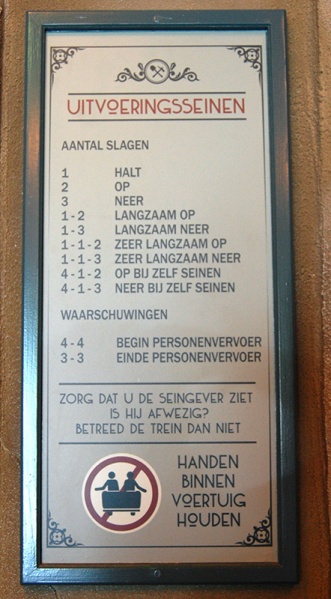 UITVOERINGSSEINEN
AANTAL SLAGEN
1 HALT
2 OP
3 NEER
1-2 LANGZAAM OP
1-3 LANGZAAM NEER
1-1-2 ZEER LANGZAAM OP
1-1-3 ZEER LANGZAAM NEER
4-1-2 OP BIJ ZELF SEINEN
4-1-3 NEER BIJ ZELF SEINEN
WAARSCHUWINGEN
4-4 BEGIN PERSONENVERVOER
3-3 EINDE PERSONENVERVOER
ZORG DAT U DE SEINGEVER ZIET
IS HIJ AFWEZIG?
BETREED DE TREIN DAN NIET
HANDEN
BINNEN
VOERTUIG
HOUDEN